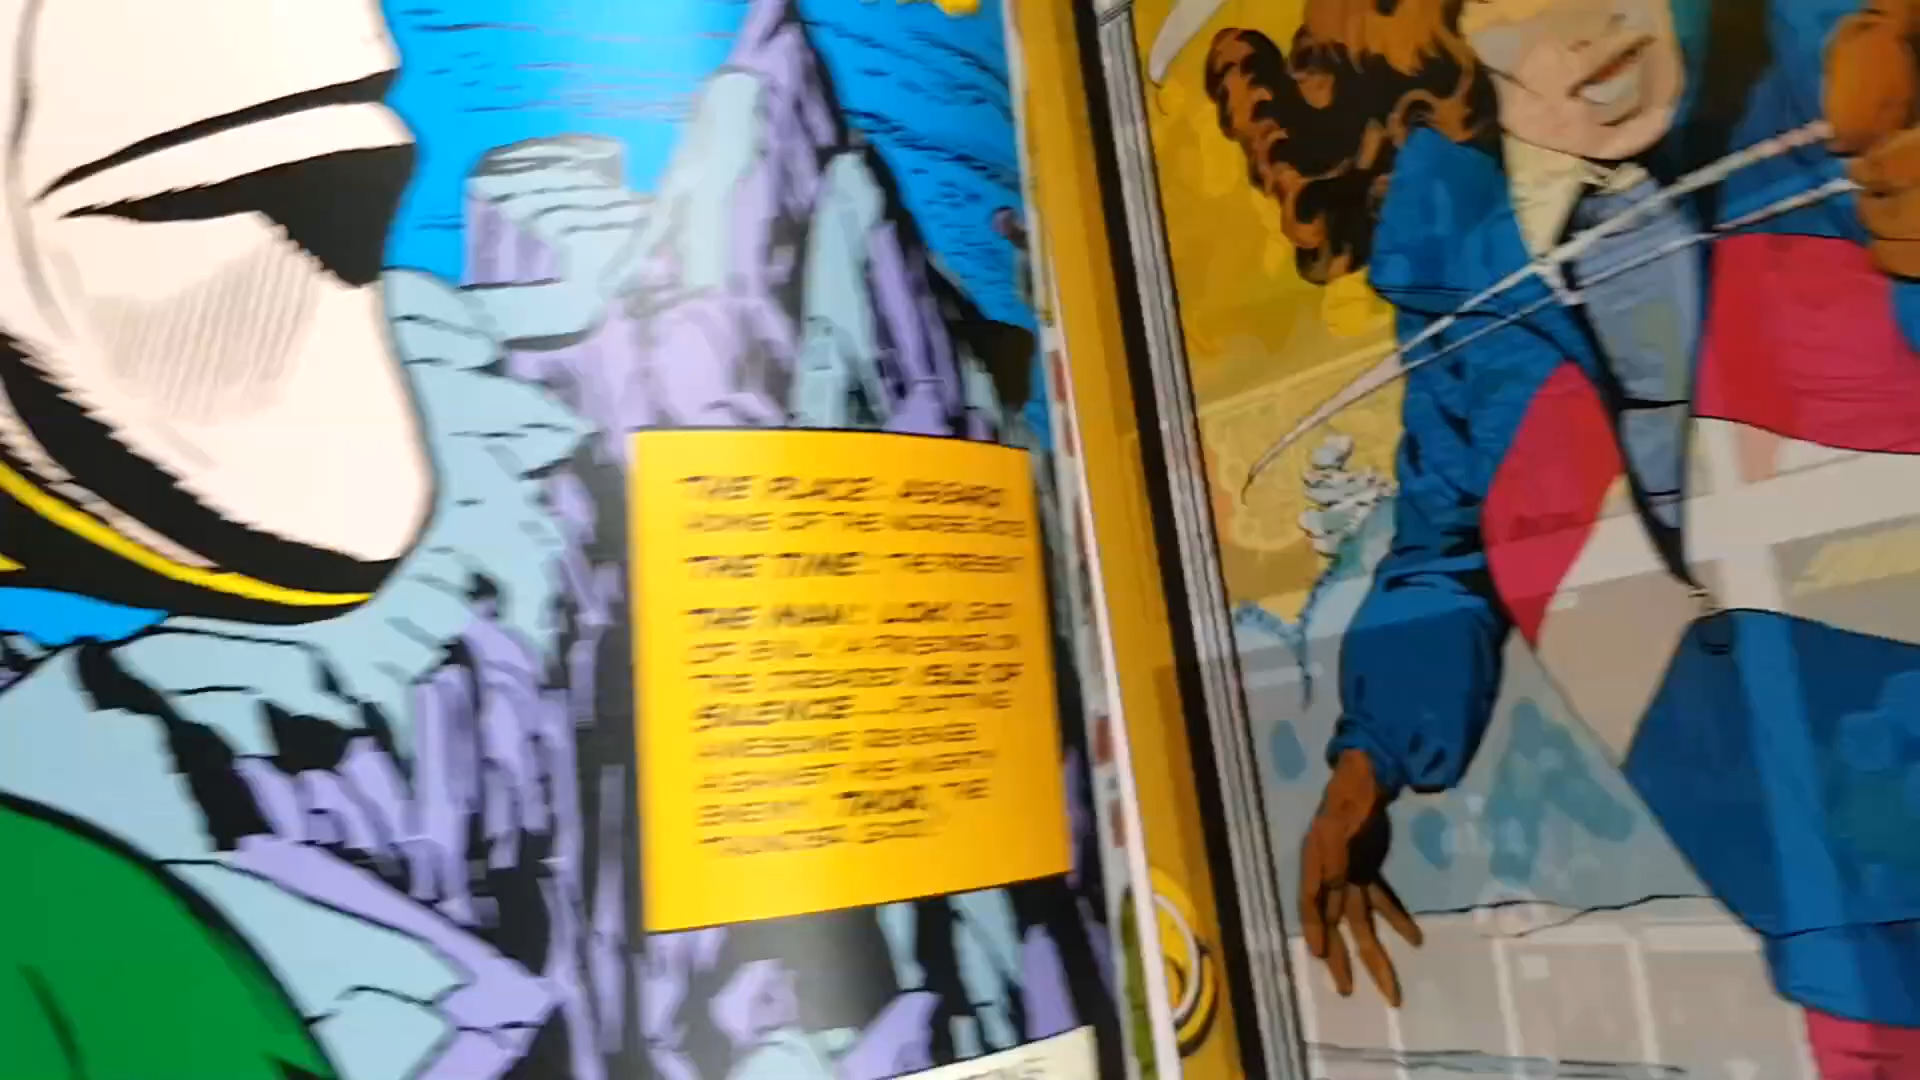 THE PLACE: ASGARD
HOME OF THE NORSE GODS
THE TIME: THE PRESENT
THE MAN: LOKI, GOD
OF EVIL! A PRISONER ON
THE DREADED ISLE OF
SILENCE ... PLOTTING
AWESOME REVENGE
AGAINST HIS MIGHTY
ENEMY, THOR, THE
THUNDER GOD!